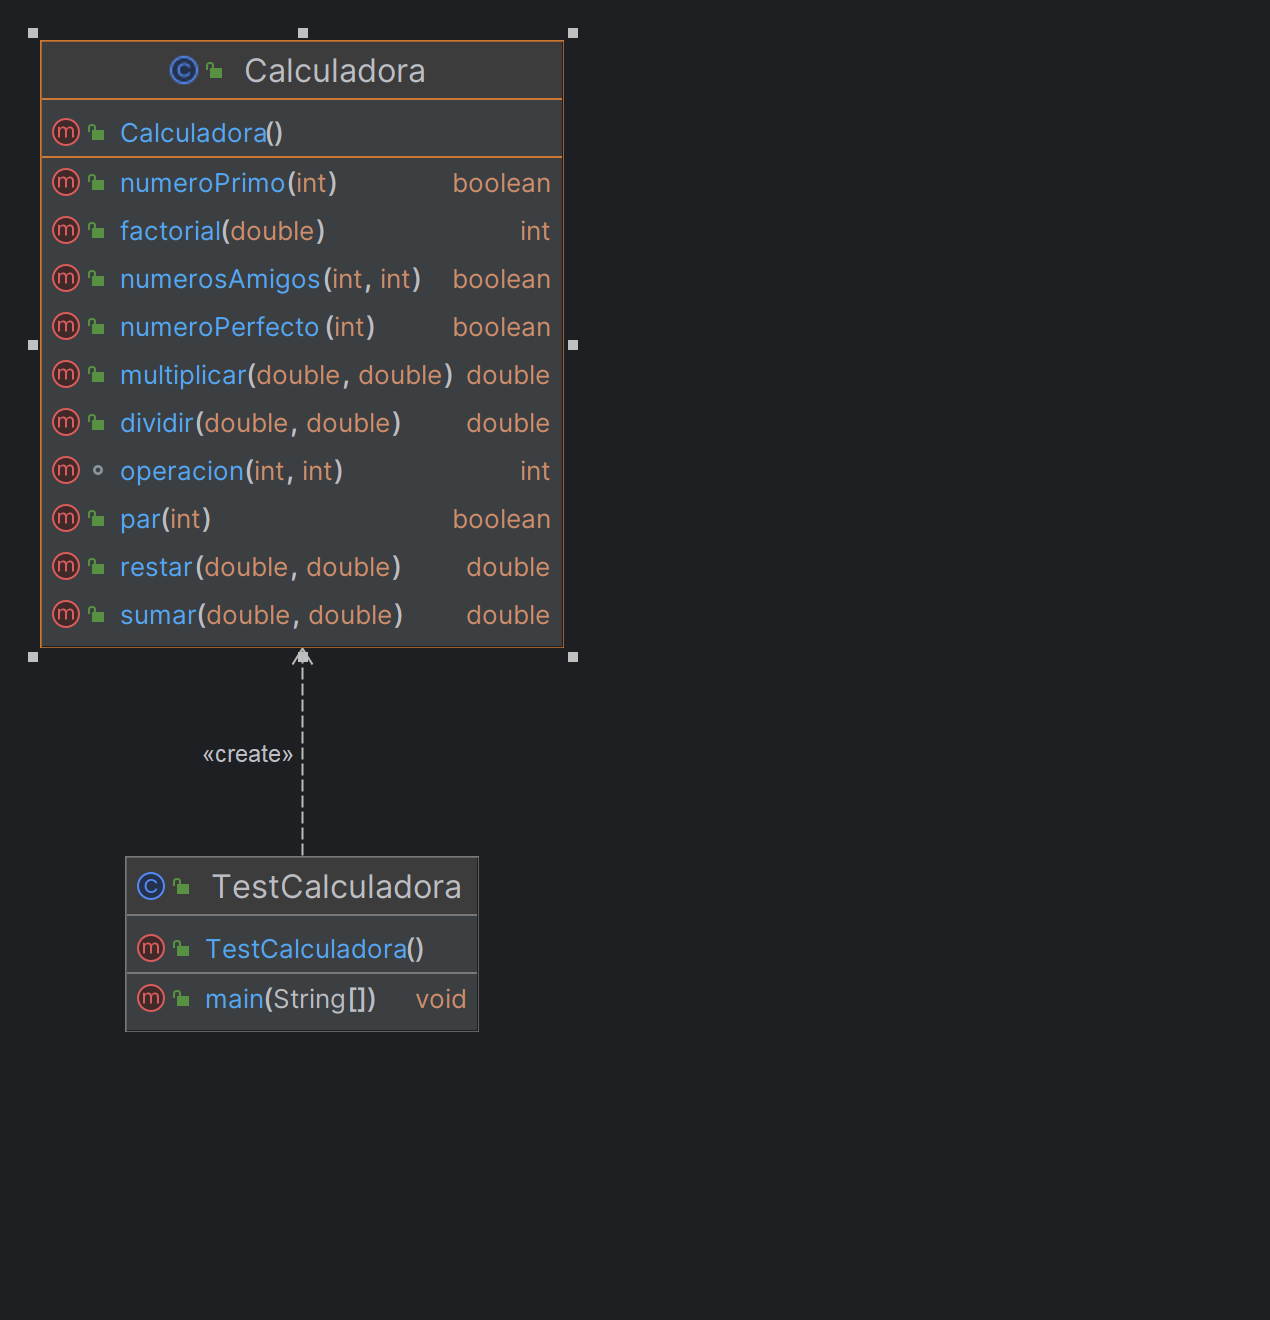 Calculadora
Calculadora()
numeroPrimo(int) boolean
factorial(double) int
numerosAmigos(int, int) boolean
numeroPerfecto(int) boolean
multiplicar(double, double) double
dividir(double, double) double
operacion(int, int) int
par(int) boolean
restar(double, double) double
sumar(double, double) double
«create»
TestCalculadora
TestCalculadora()
main(String[]) void